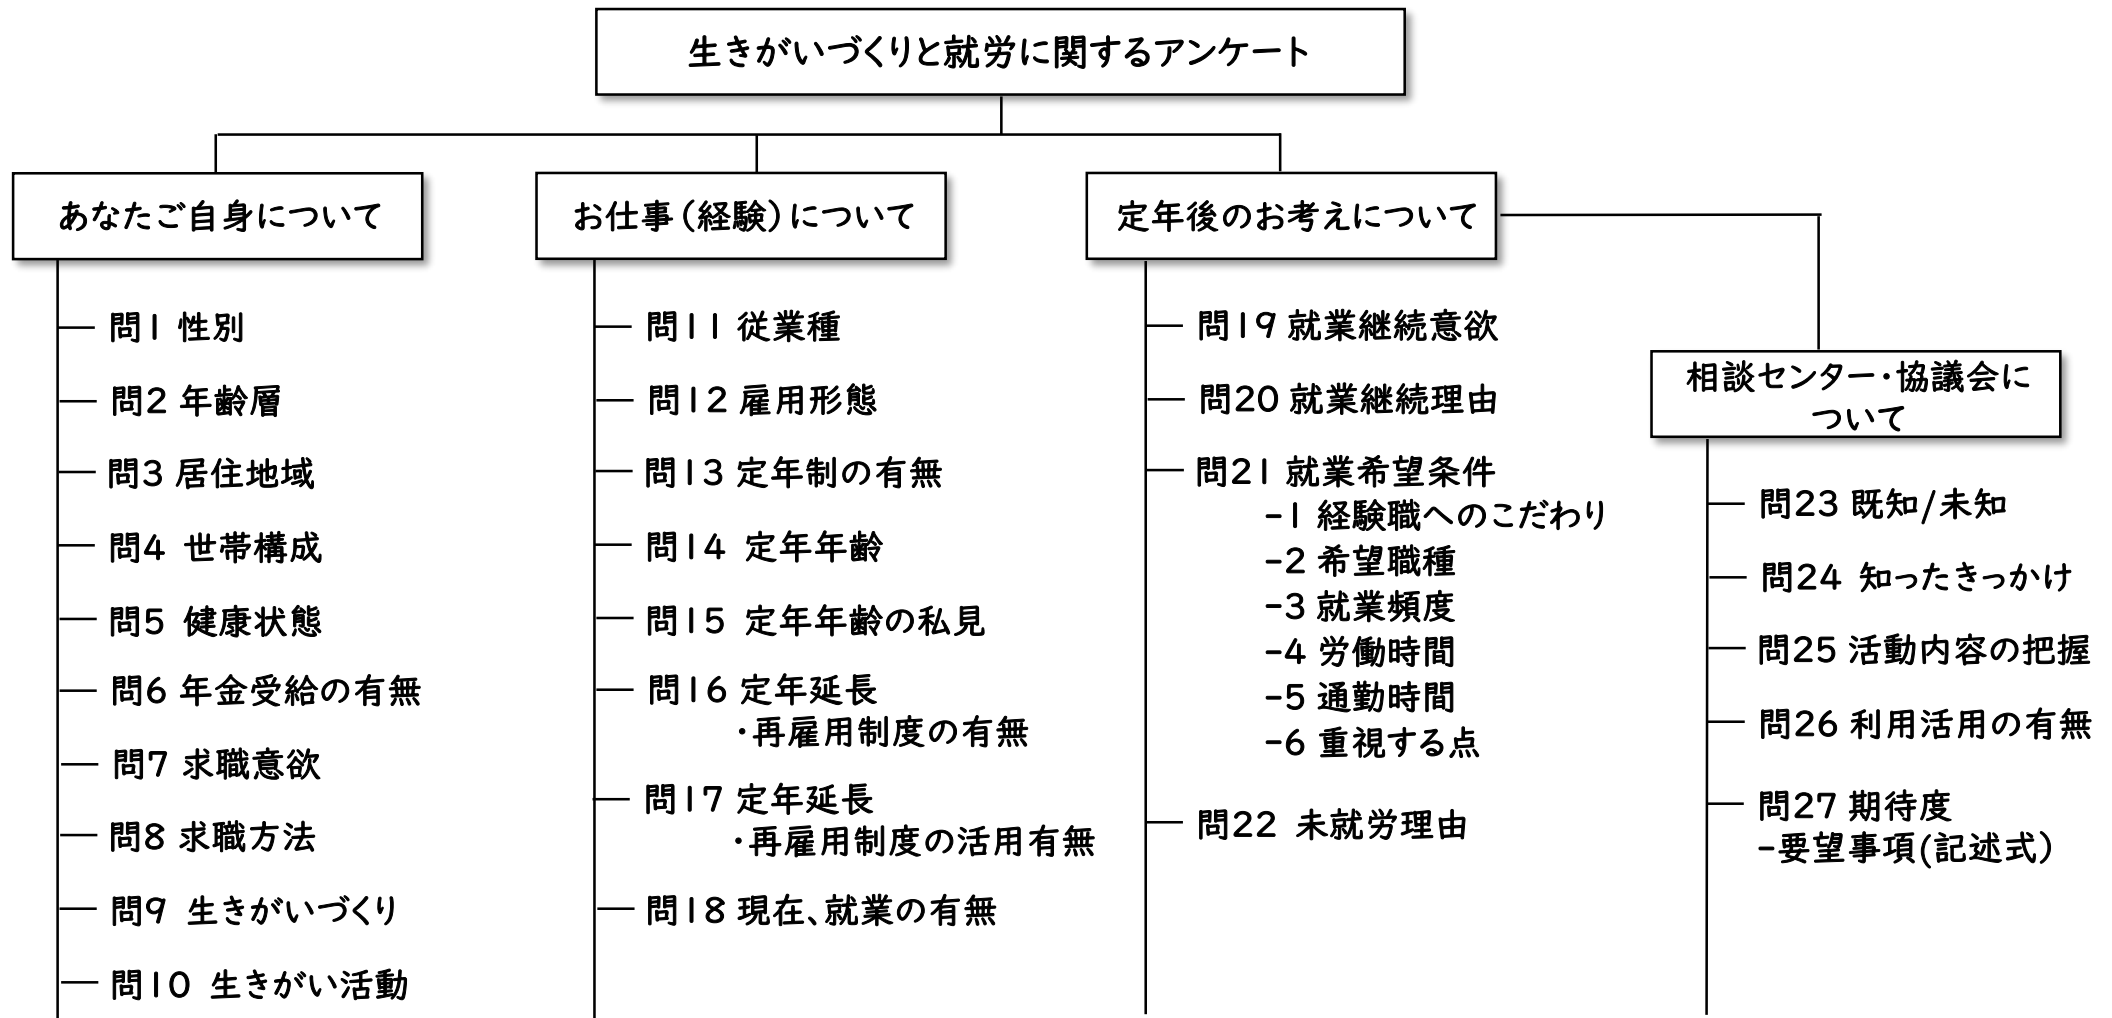 生きがいづくりと就労に関するアンケート
あなたご自身について
問1 性別
問2 年齢層
問3 居住地域
問4 世帯構成
問5 健康状態
問6 年金受給の有無
問7 求職意欲
問8 求職方法
問9 生きがいづくり
問10 生きがい活動
お仕事(経験)について
問11 従業種
問12 雇用形態
問13 定年制の有無
問14 定年年齢
問15 定年年齢の私見
問16 定年延長
・再雇用制度の有無
問17 定年延長
・再雇用制度の活用有無
問18 現在、就業の有無
定年後のお考えについて
問19 就業継続意欲
問20 就業継続理由
問21 就業希望条件
-1 経験職へのこだわり
-2 希望職種
-3 就業頻度
-4 労働時間
-5 通勤時間
-6 重視する点
問22 未就労理由
相談センター・協議会に
ついて
問23 既知/未知
問24 知ったきっかけ
問25 活動内容の把握
問26 利用活用の有無
問27 期待度
-要望事項(記述式)